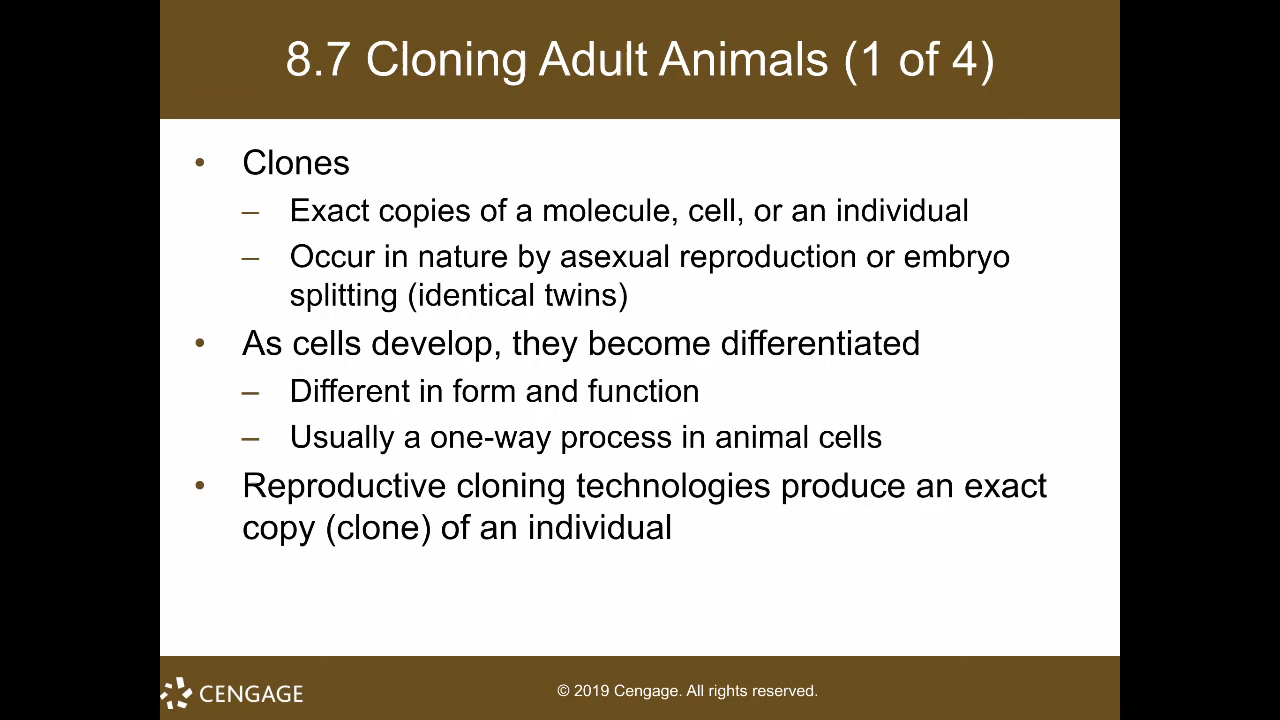 8.7 Cloning Adult Animals (1 of 4)
• Clones
– Exact copies of a molecule, cell, or an individual
– Occur in nature by asexual reproduction or embryo
splitting (identical twins)
• As cells develop, they become differentiated
– Different in form and function
– Usually a one-way process in animal cells
• Reproductive cloning technologies produce an exact
copy (clone) of an individual
CENGAGE
© 2019 Cengage. All rights reserved.